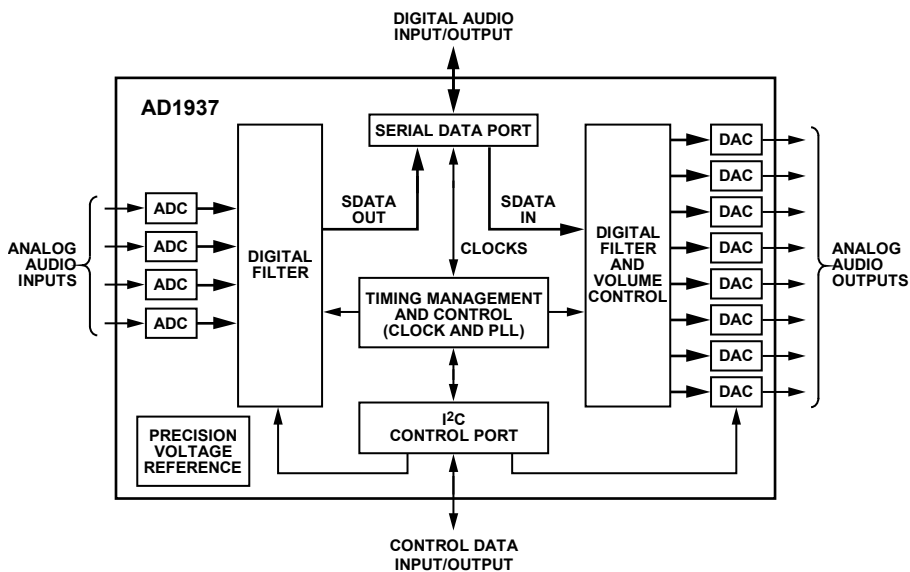 DIGITAL AUDIO
INPUT/OUTPUT
AD1937
SERIAL DATA PORT
SDATA
OUT
SDATA
IN
CLOCKS
ANALOG
AUDIO
INPUTS
ADC
ADC
ADC
ADC
DIGITAL
FILTER
TIMING MANAGEMENT
AND CONTROL
(CLOCK AND PLL)
DIGITAL
FILTER
AND
VOLUME
CONTROL
DAC
DAC
DAC
DAC
DAC
DAC
DAC
DAC
ANALOG
AUDIO
OUTPUTS
PRECISION
VOLTAGE
REFERENCE
I²C
CONTROL PORT
CONTROL DATA
INPUT/OUTPUT